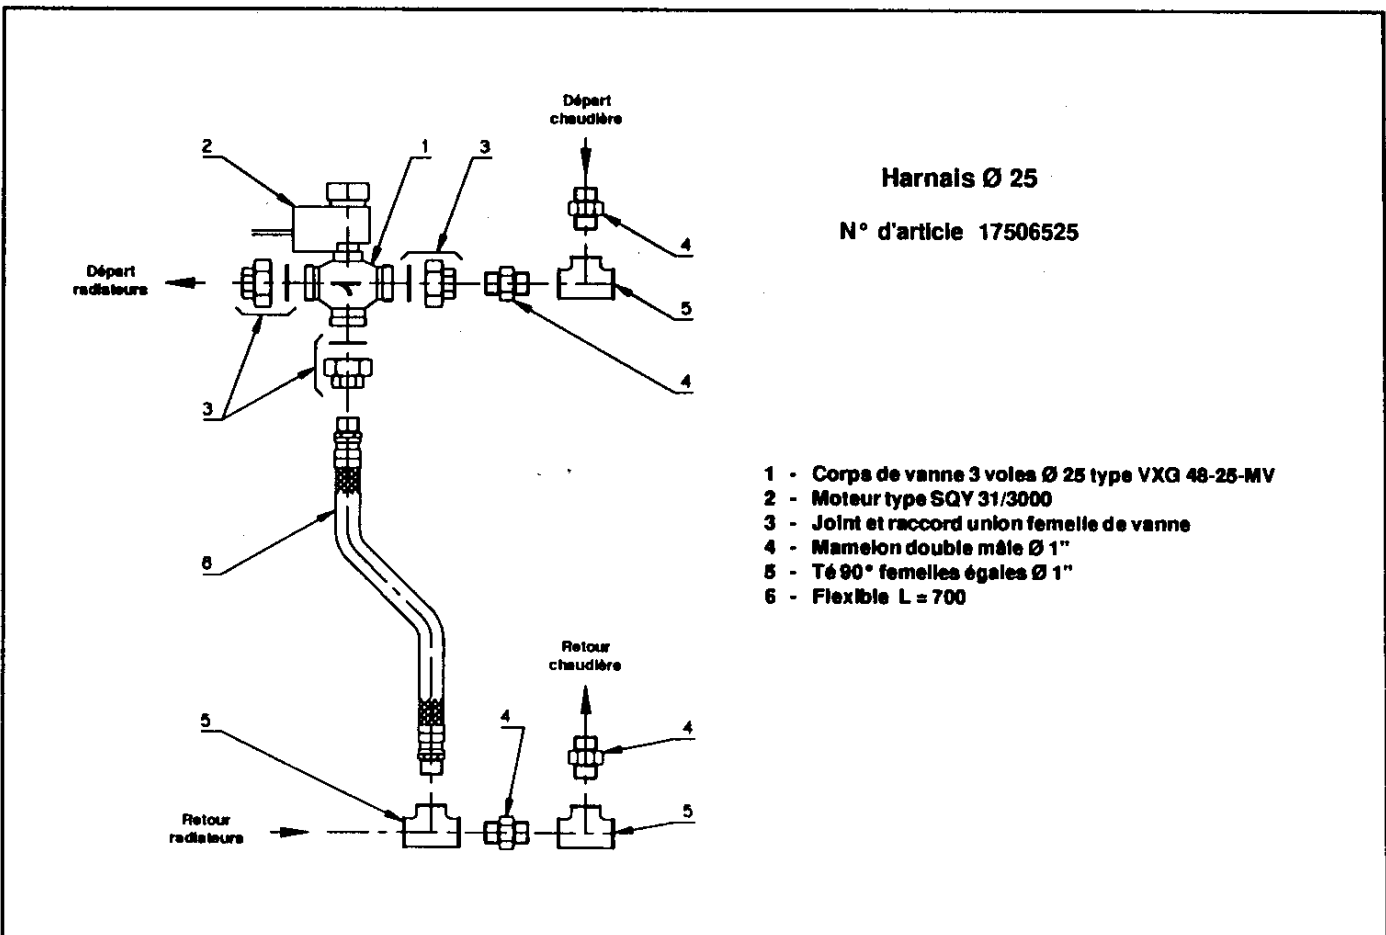 Départ
chaudière
2
1
3
Harnais Ø 25
N° d'article 17506525
4
Départ
radiateurs
5
4
3
1 - Corps de vanne 3 voies Ø 25 type VXG 48-25-MV
2 - Moteur type SQY 31/3000
3 - Joint et raccord union femelle de vanne
4 - Mamelon double mâle Ø 1"
5 - Té 90° femelles égales Ø 1"
6 - Flexible L = 700
6
Retour
chaudière
5
4
4
5
Retour
radiateurs